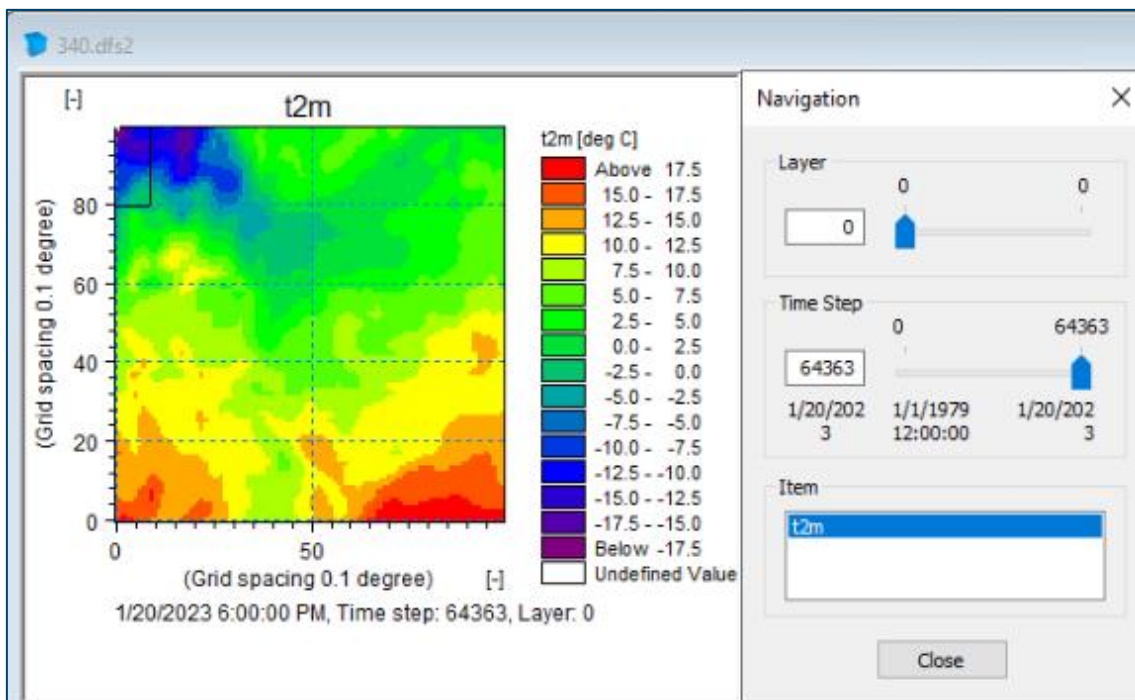 340.dfs2
[-]
t2m
(Grid spacing 0.1 degree)
80
60
40
20
0
0
50
(Grid spacing 0.1 degree)
[-]
1/20/2023 6:00:00 PM, Time step: 64363, Layer: 0
t2m [deg C]
Above 17.5
15.0 - 17.5
12.5 - 15.0
10.0 - 12.5
7.5 - 10.0
5.0 - 7.5
2.5 - 5.0
0.0 - 2.5
-2.5 - 0.0
-5.0 - -2.5
-7.5 - -5.0
-10.0 - -7.5
-12.5 - -10.0
-15.0 - -12.5
-17.5 - -15.0
Below -17.5
Undefined Value
Navigation
Layer
0 0
0
Time Step
0 64363
64363
1/20/202 1/1/1979 1/20/202
3 12:00:00 3
Item
t2m
Close